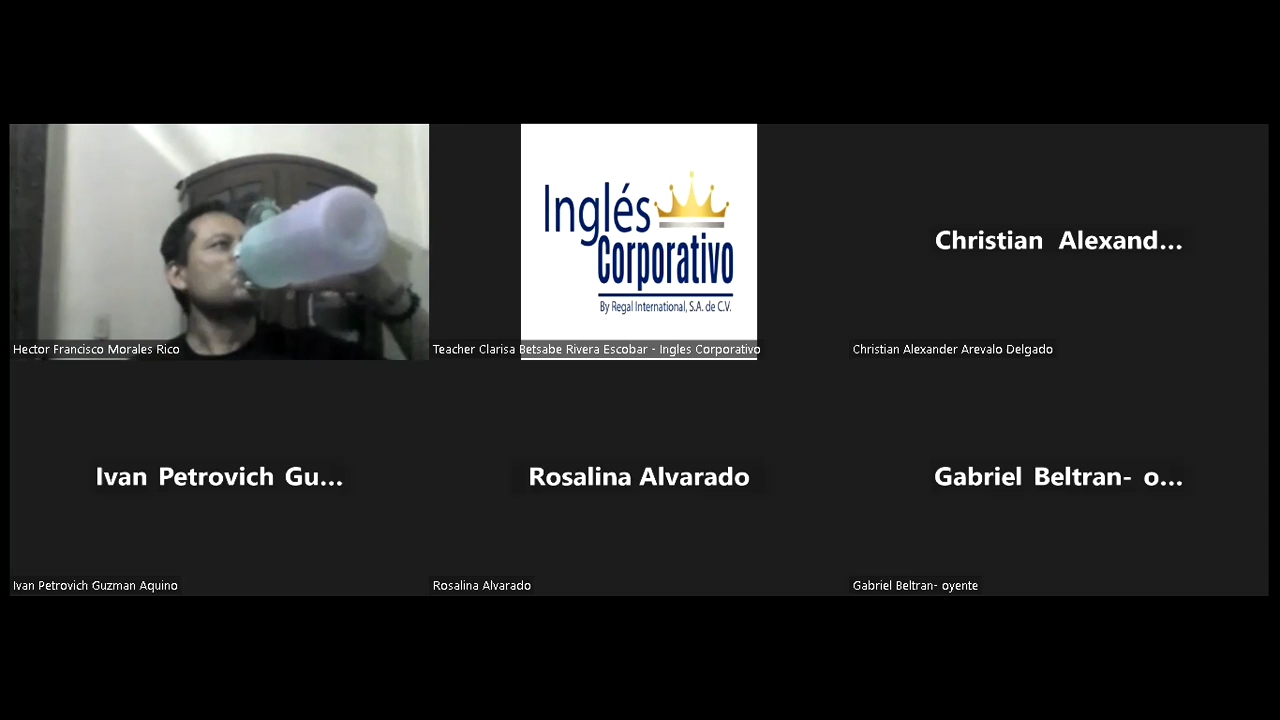 Inglés
Corporativo
By Regal International, S.A. de C.V.
Christian Alexand...
Hector Francisco Morales Rico
Teacher Clarisa Betsabe Rivera Escobar - Ingles Corporativo
Christian Alexander Arevalo Delgado
Ivan Petrovich Gu...
Rosalina Alvarado
Gabriel Beltran- o...
Ivan Petrovich Guzman Aquino
Rosalina Alvarado
Gabriel Beltran- oyente